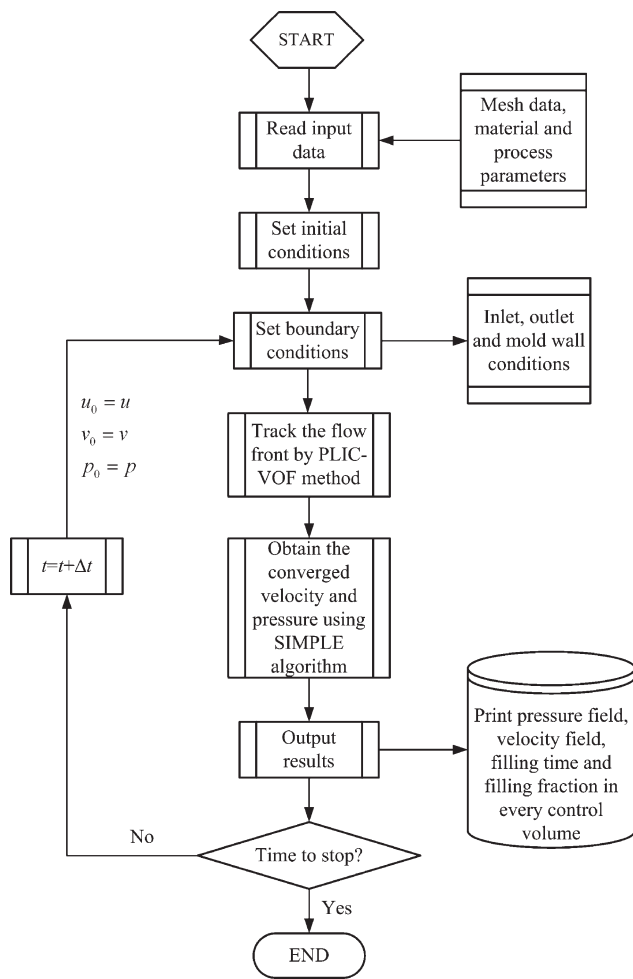 START
Read input
data
Mesh data,
material and
process
parameters
Set initial
conditions
Set boundary
conditions
Inlet, outlet
and mold wall
conditions
u₀ = u
v₀ = v
p₀ = p
Track the flow
front by PLIC-
VOF method
t=t+Δt
Obtain the
converged
velocity and
pressure using
SIMPLE
algorithm
Output
results
Print pressure field,
velocity field,
filling time and
filling fraction in
every control
volume
Time to stop?
No
Yes
END